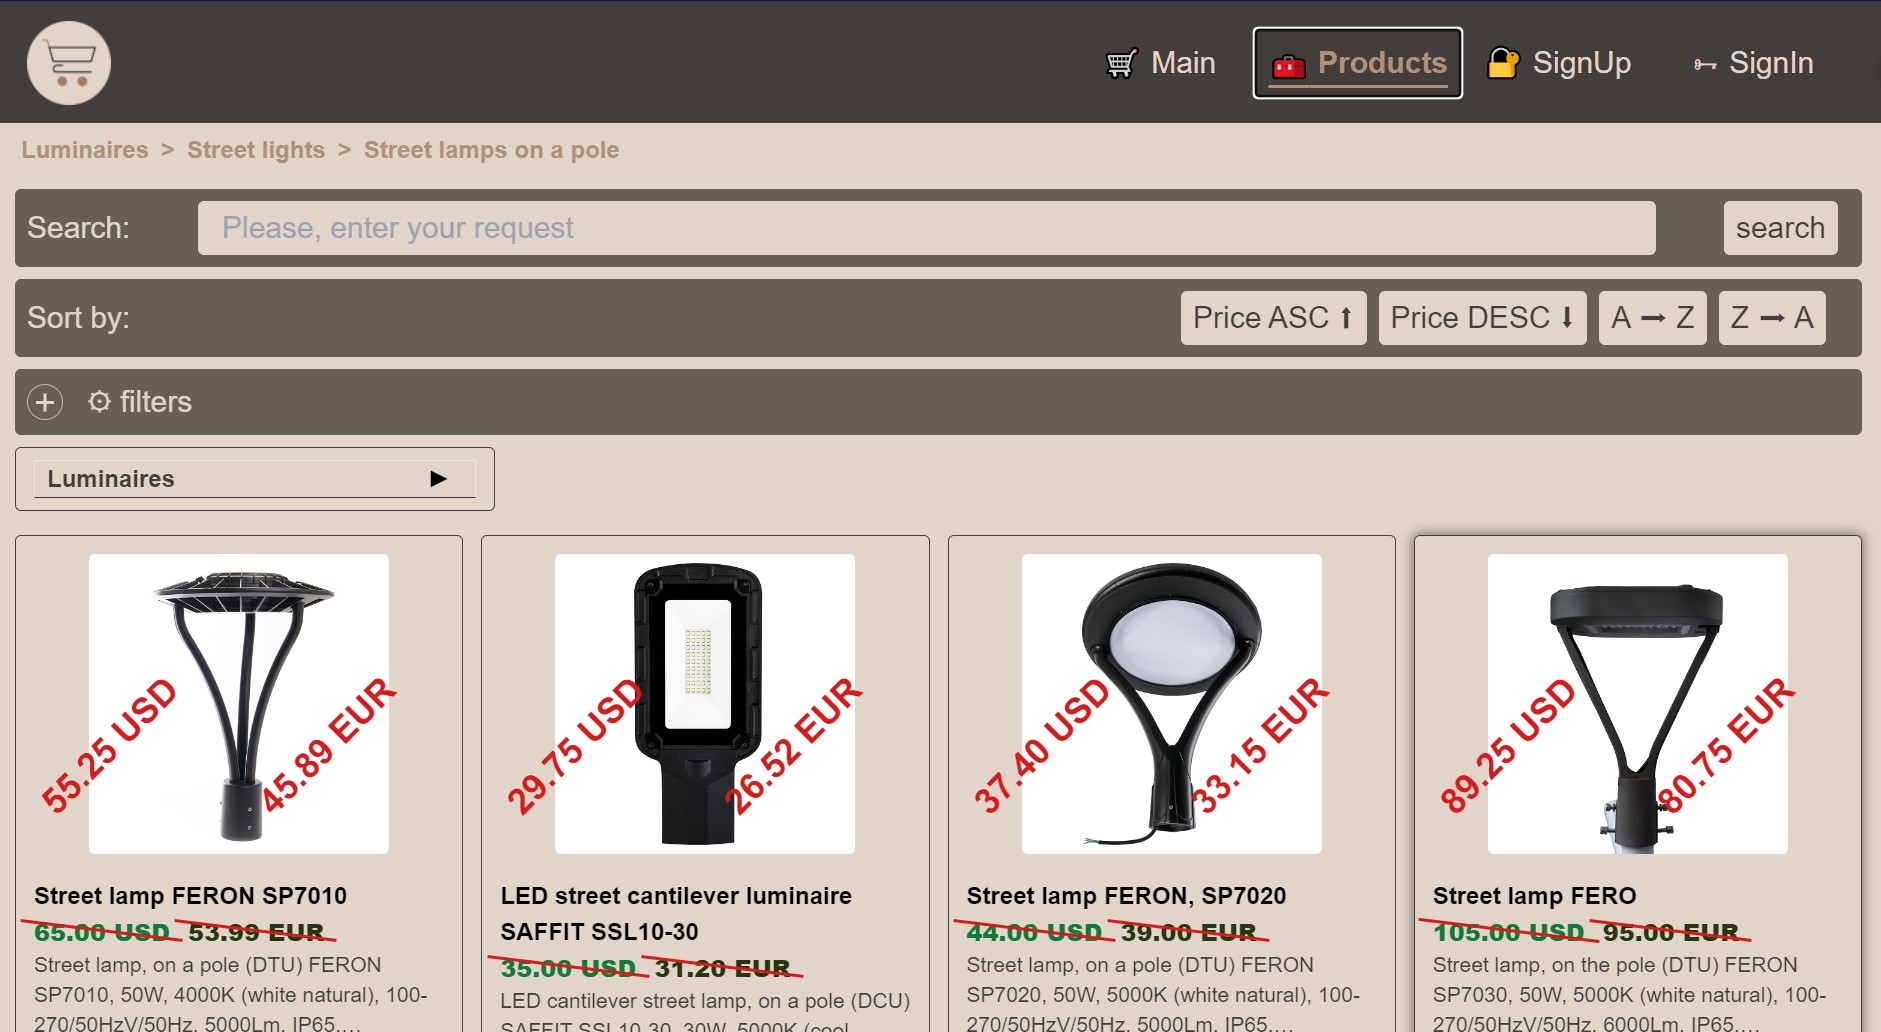 Main
Products
SignUp
SignIn
Luminaires > Street lights > Street lamps on a pole
Search:
Please, enter your request
search
Sort by:
Price ASC ⬆
Price DESC ⬇
A ➞ Z
Z ➞ A
+ filters
Luminaires ▶
55.25 USD
45.89 EUR
Street lamp FERON SP7010
65.00 USD 53.99 EUR
Street lamp, on a pole (DTU) FERON
SP7010, 50W, 4000K (white natural), 100-
270/50HzV/50Hz, 5000Lm, IP65,…
29.75 USD
26.52 EUR
LED street cantilever luminaire
SAFFIT SSL10-30
35.00 USD 31.20 EUR
LED cantilever street lamp, on a pole (DCU)
SAFFIT SSL10-30, 30W, 5000K (cool
37.40 USD
33.15 EUR
Street lamp FERON, SP7020
44.00 USD 39.00 EUR
Street lamp, on a pole (DTU) FERON
SP7020, 50W, 5000K (white natural), 100-
270/50HzV/50Hz, 5000Lm, IP65,…
89.25 USD
80.75 EUR
Street lamp FERO
105.00 USD 95.00 EUR
Street lamp, on the pole (DTU) FERON
SP7030, 50W, 5000K (white natural), 100-
270/50HzV/50Hz, 6000Lm, IP65,…